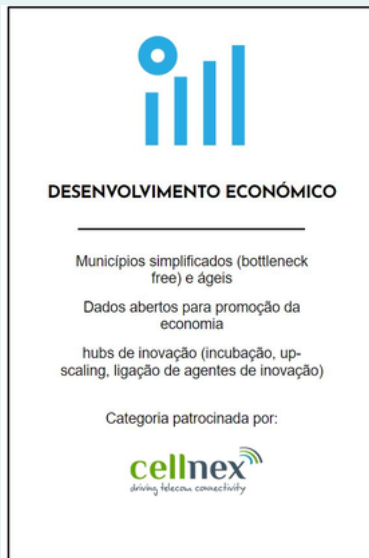 DESENVOLVIMENTO ECONÓMICO
Municípios simplificados (bottleneck
free) e ágeis
Dados abertos para promoção da
economia
hubs de inovação (incubação, up-
scaling, ligação de agentes de inovação)
Categoria patrocinada por:
cellnex
driving telecom connectivity